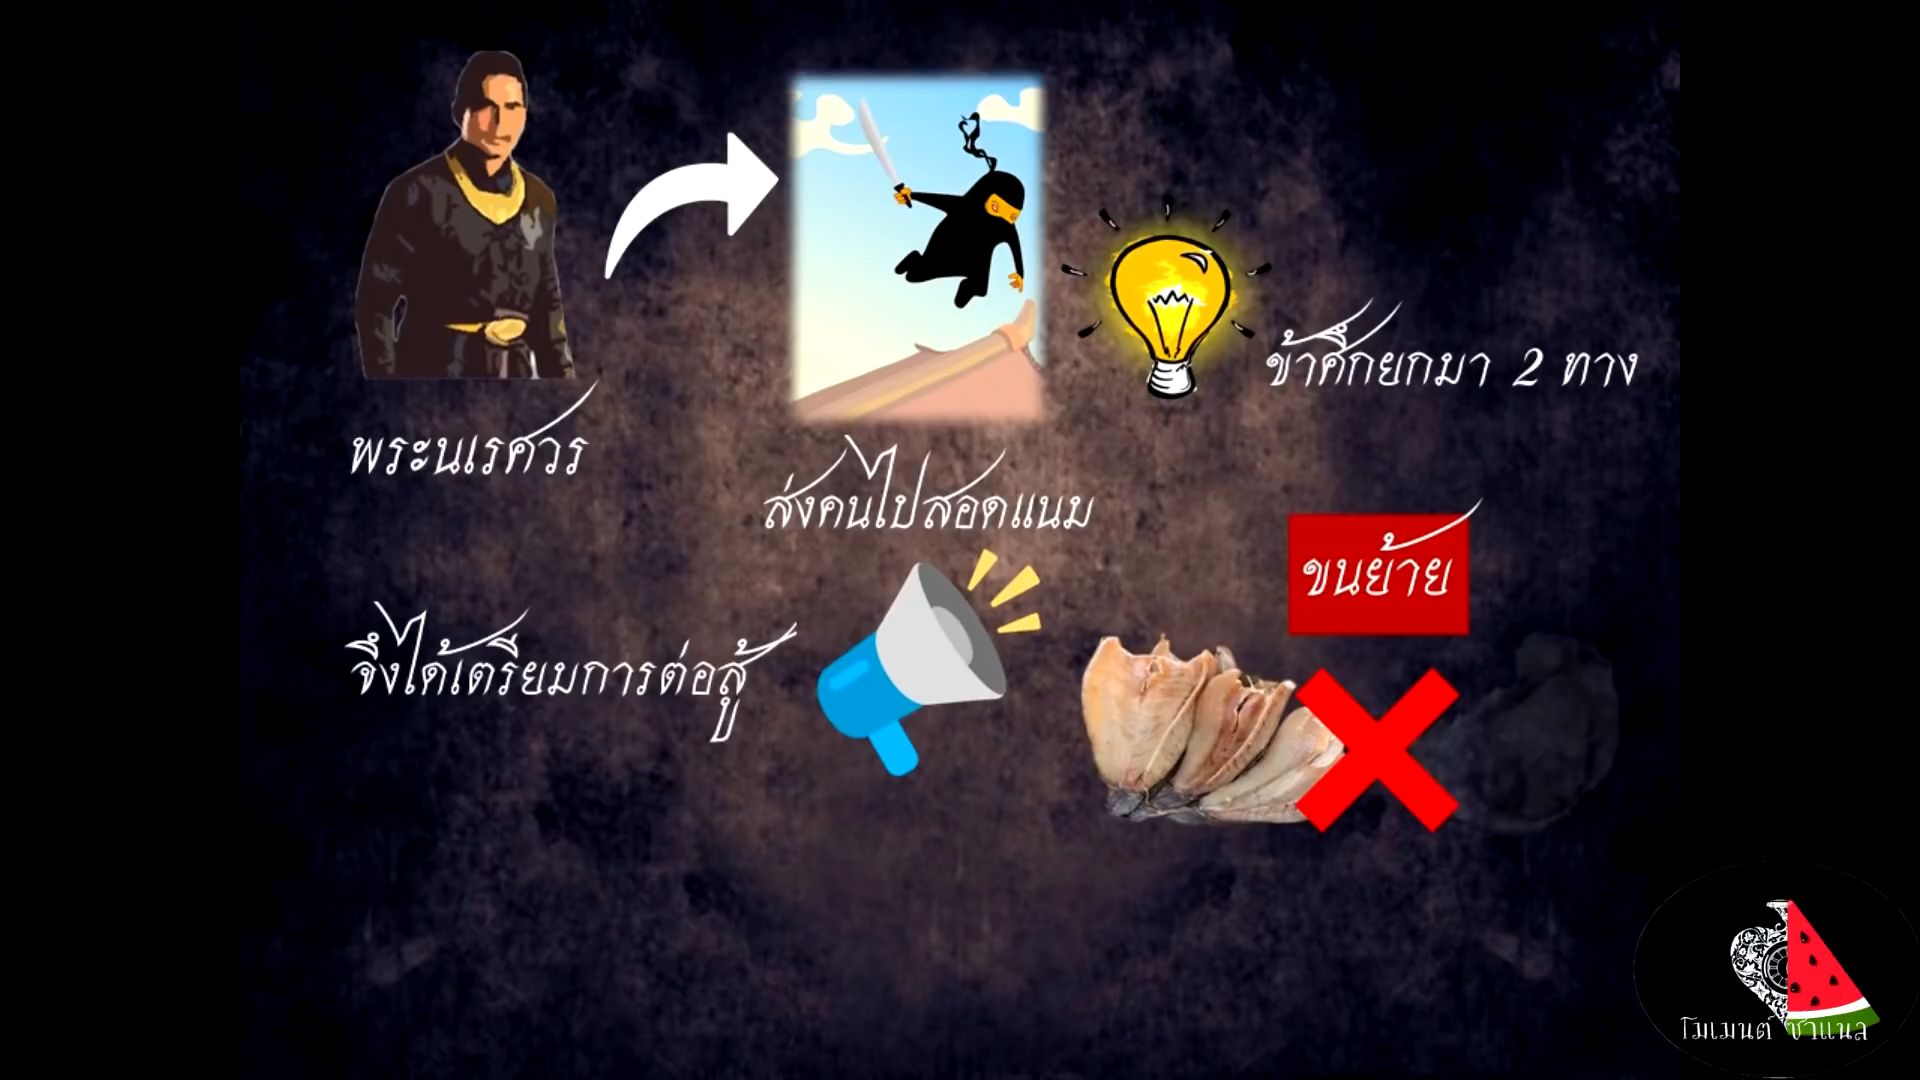 ข้าศึกยกมา 2 ทาง
พระนเรศวร
ส่งคนไปสอดแนม
ขนย้าย
จึงได้เตรียมการต่อสู้
โมเมนต์ ชาแนล